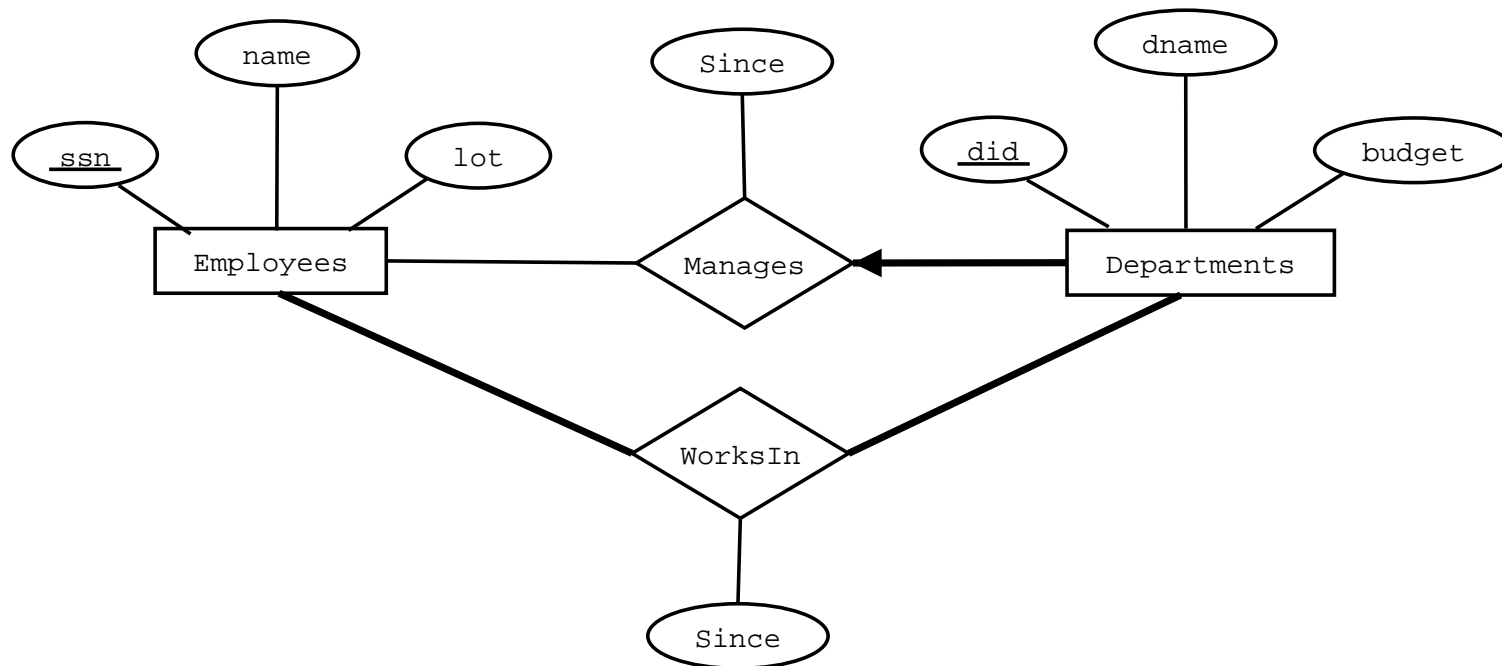 name
Since
dname
ssn
lot
did
budget
Employees
Manages
Departments
WorksIn
Since